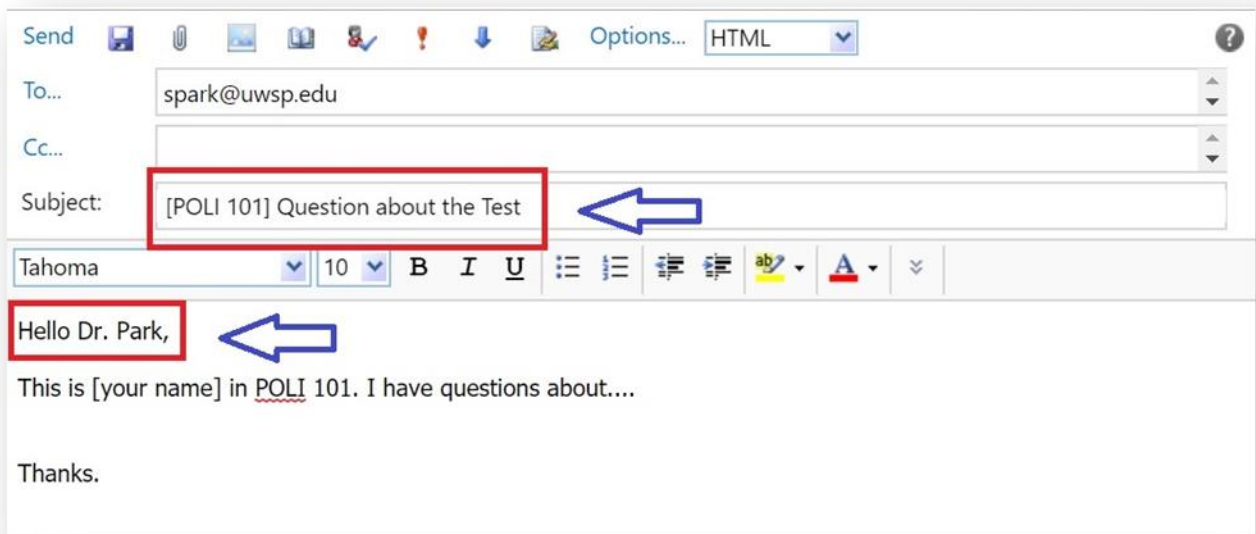 Send Options... HTML
To... spark@uwsp.edu
Cc...
Subject: [POLI 101] Question about the Test
Tahoma 10 B I U ab A
Hello Dr. Park,
This is [your name] in POLI 101. I have questions about....
Thanks.